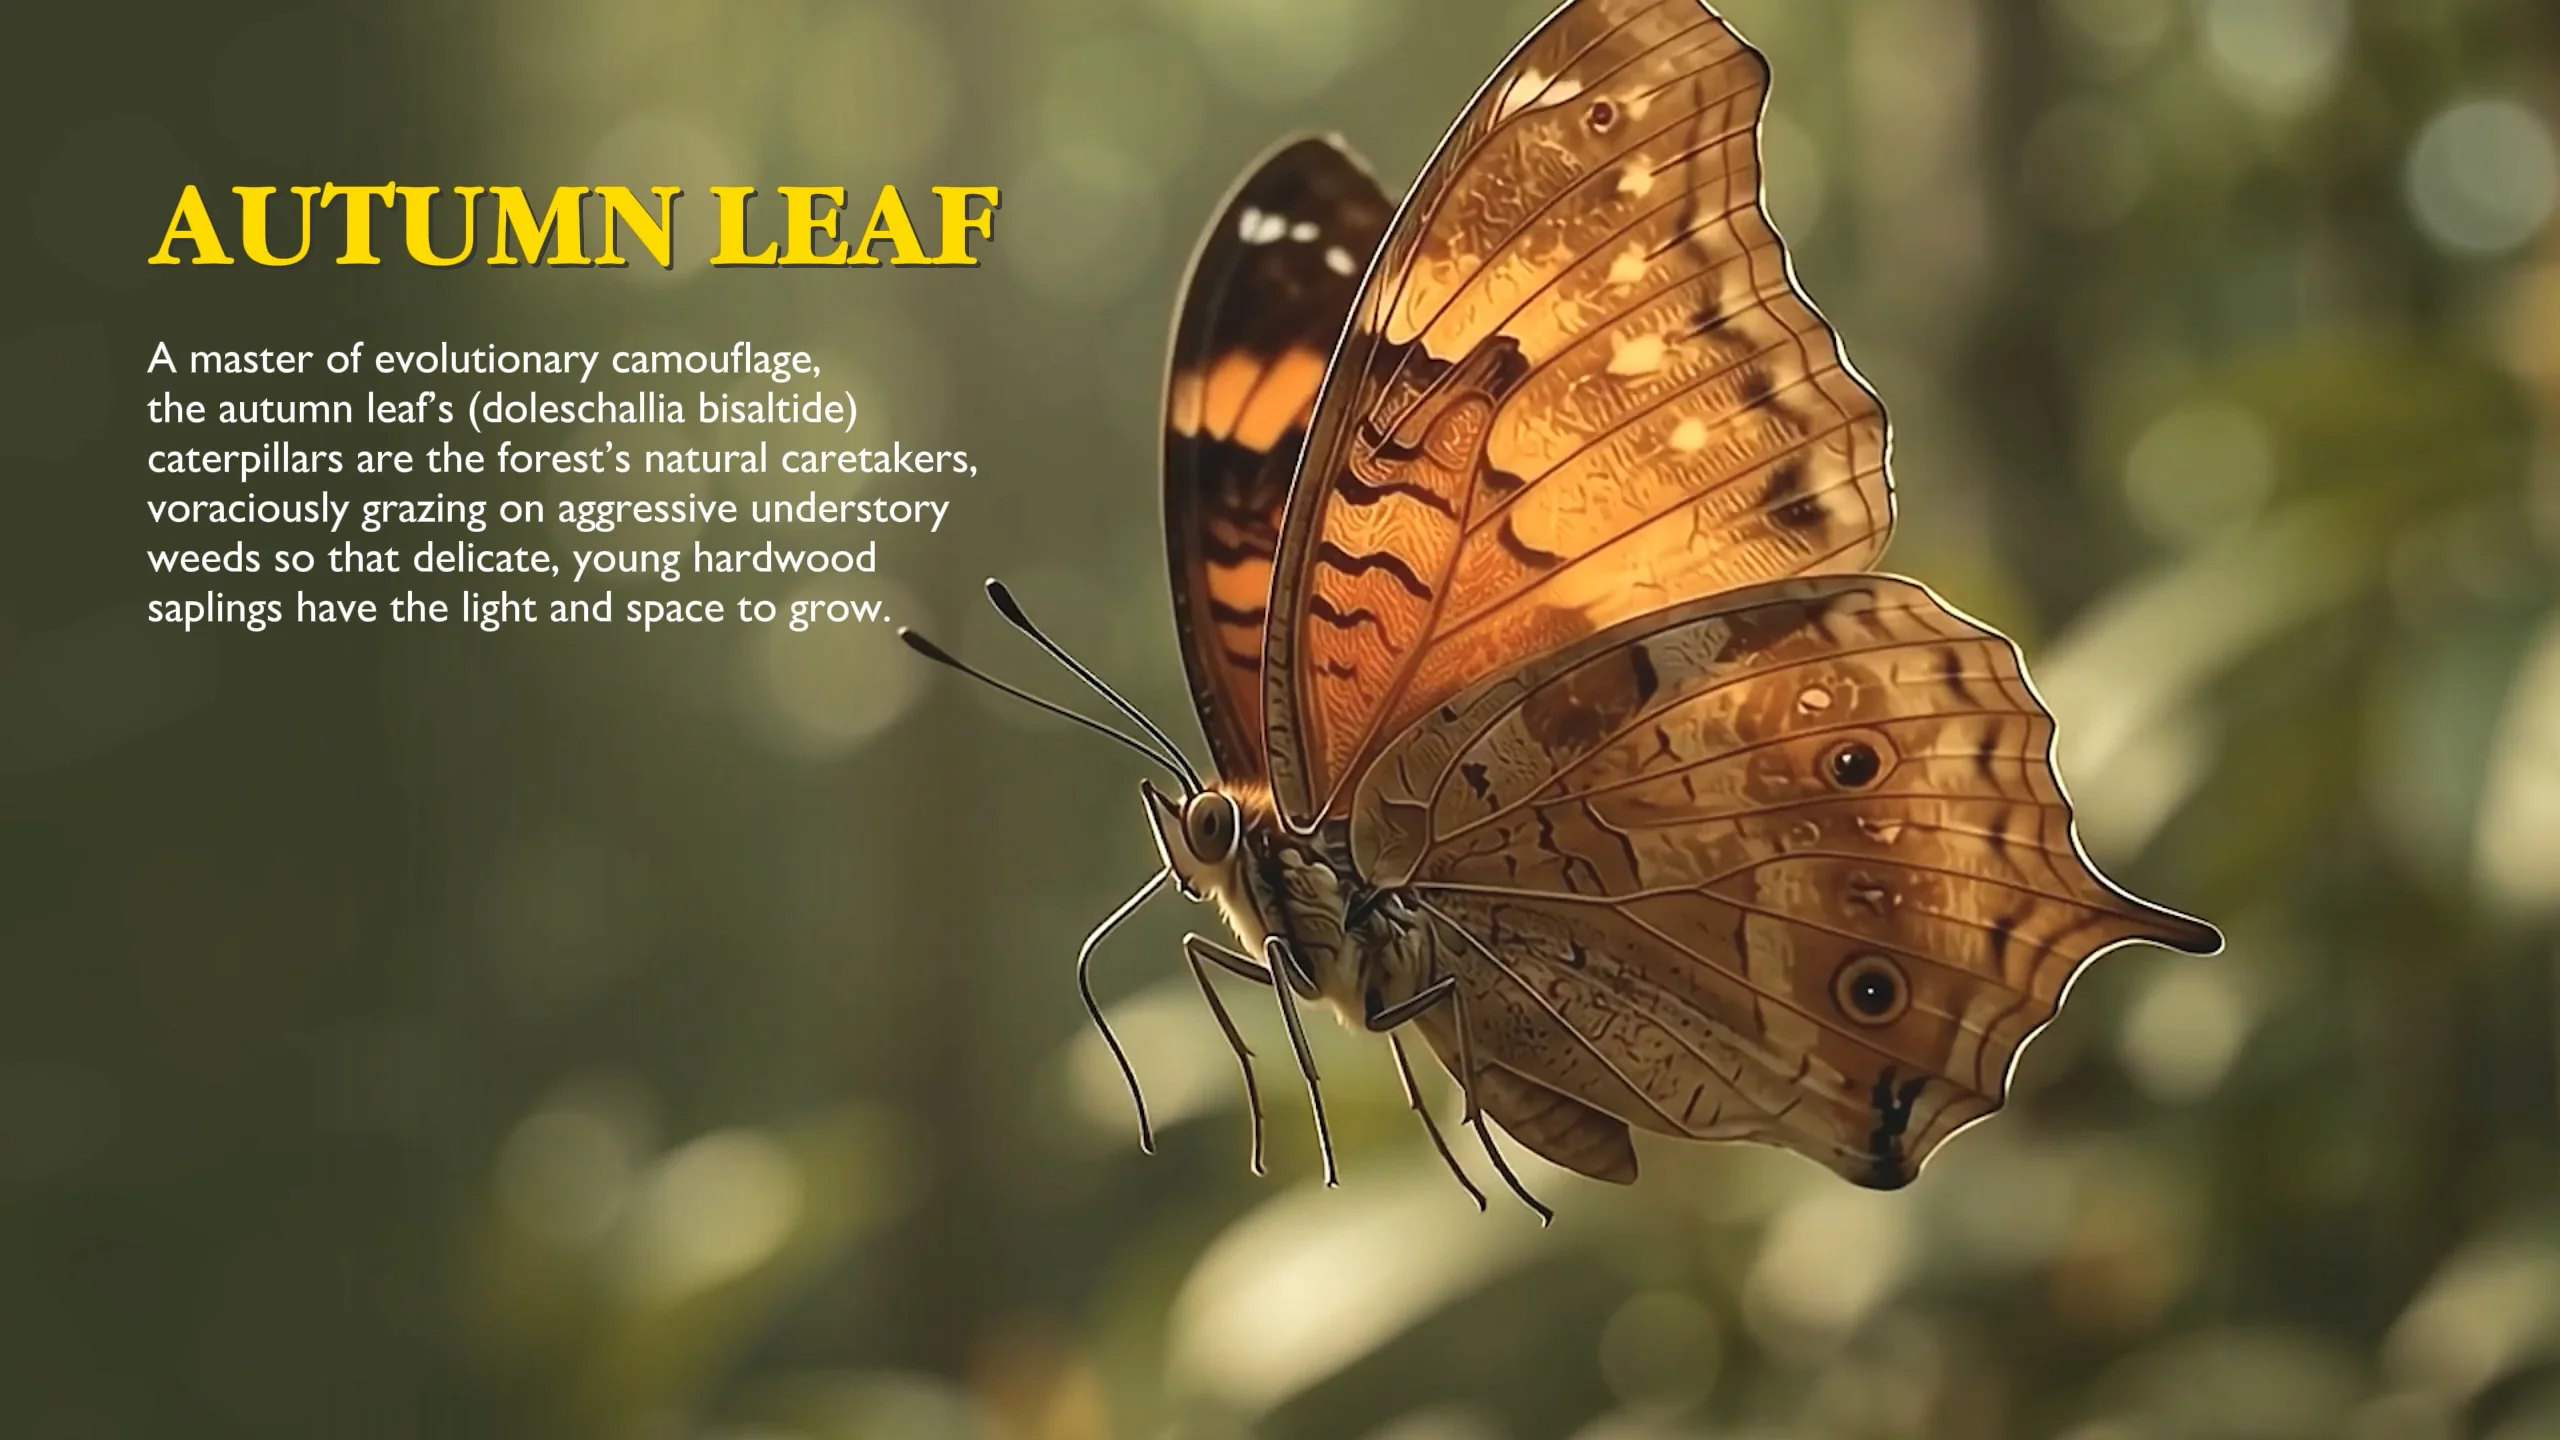 AUTUMN LEAF
A master of evolutionary camouflage,
the autumn leaf’s (doleschallia bisaltide)
caterpillars are the forest’s natural caretakers,
voraciously grazing on aggressive understory
weeds so that delicate, young hardwood
saplings have the light and space to grow.